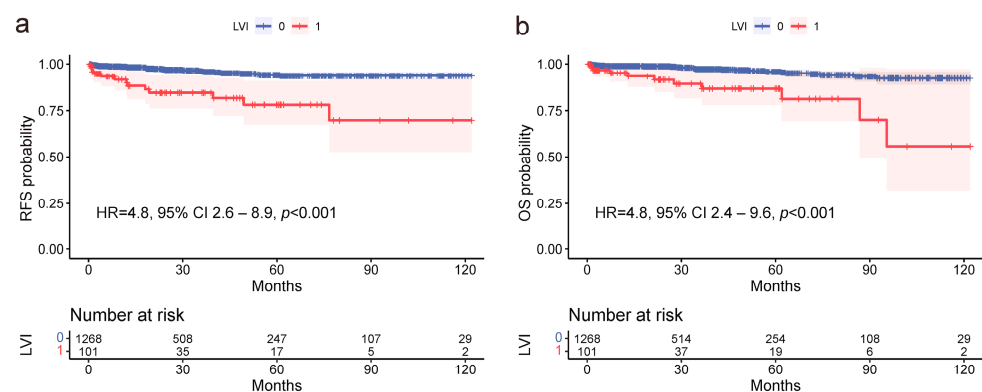 a
LVI 0 1
1.00
0.75
0.50
0.25
0.00
RFS probability
HR=4.8, 95% CI 2.6 – 8.9, p<0.001
0 30 60 90 120
Months
Number at risk
LVI
0 1268 508 247 107 29
1 101 35 17 5 2
0 30 60 90 120
Months
b
LVI 0 1
1.00
0.75
0.50
0.25
0.00
OS probability
HR=4.8, 95% CI 2.4 – 9.6, p<0.001
0 30 60 90 120
Months
Number at risk
LVI
0 1268 514 254 108 29
1 101 37 19 6 2
0 30 60 90 120
Months